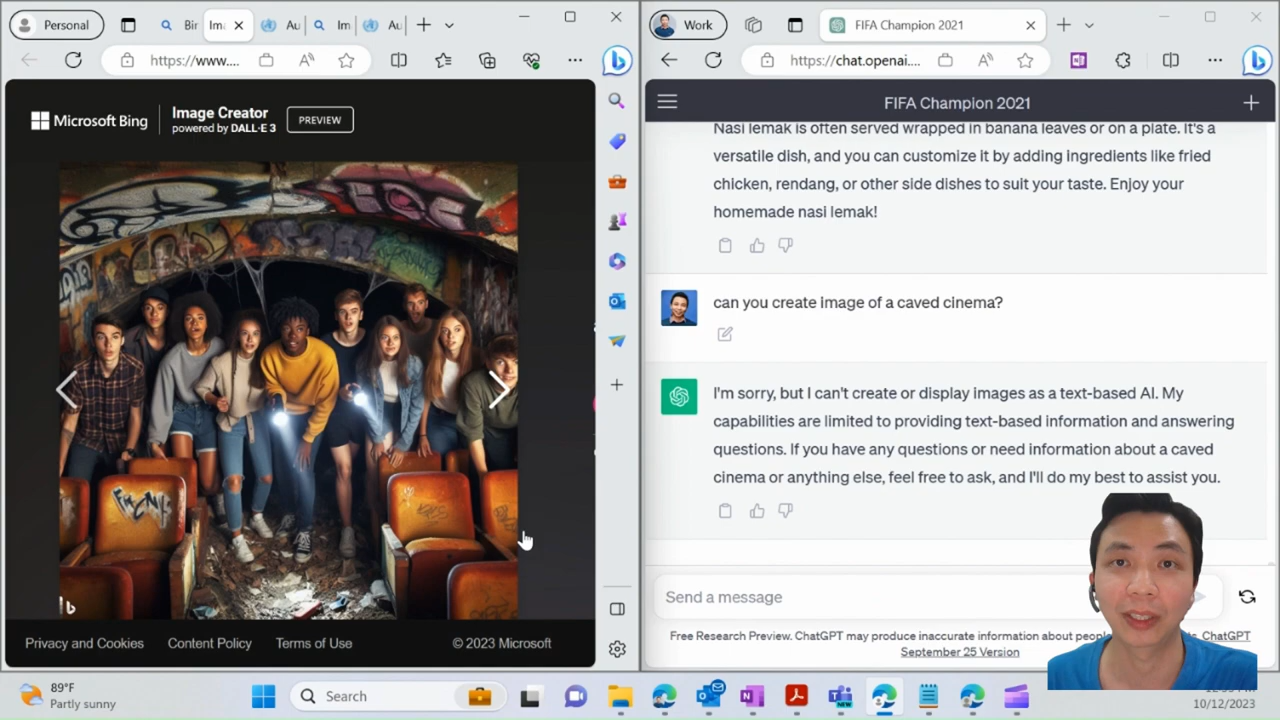 Personal
Bir
Im
Au
Im
Au
https://www....
Microsoft Bing
Image Creator
powered by DALL·E 3
PREVIEW
Privacy and Cookies
Content Policy
Terms of Use
© 2023 Microsoft
Work
FIFA Champion 2021
https://chat.openai....
FIFA Champion 2021
Nasi lemak is often served wrapped in banana leaves or on a plate. It's a
versatile dish, and you can customize it by adding ingredients like fried
chicken, rendang, or other side dishes to suit your taste. Enjoy your
homemade nasi lemak!
can you create image of a caved cinema?
I'm sorry, but I can't create or display images as a text-based AI. My
capabilities are limited to providing text-based information and answering
questions. If you have any questions or need information about a caved
cinema or anything else, feel free to ask, and I'll do my best to assist you.
Send a message
Free Research Preview. ChatGPT may produce inaccurate information about ChatGPT
September 25 Version
89°F
Partly sunny
Search
NEW
10/12/2023